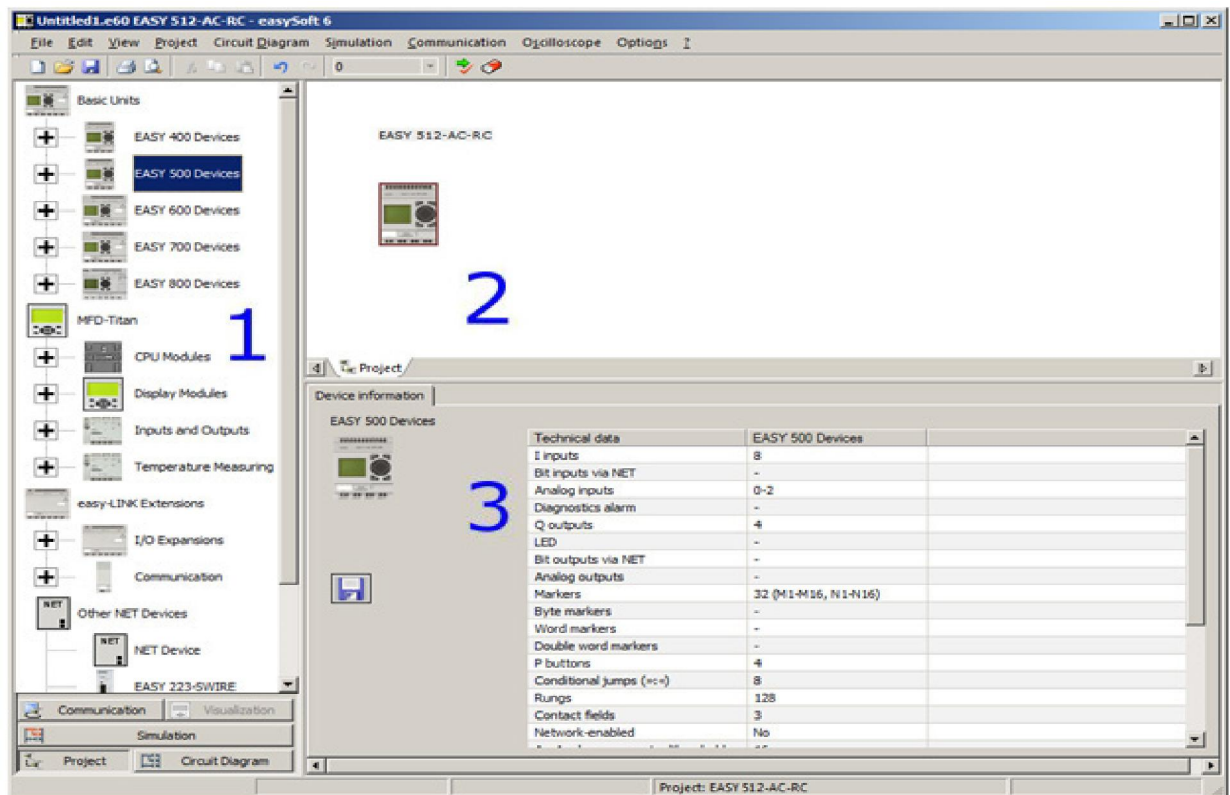 Untitled1.e60 EASY 512-AC-RC - easySoft 6
File Edit View Project Circuit Diagram Simulation Communication Oscilloscope Options ?
0
Basic Units
EASY 400 Devices
EASY 500 Devices
EASY 600 Devices
EASY 700 Devices
EASY 800 Devices
MFD-Titan
CPU Modules
Display Modules
Inputs and Outputs
Temperature Measuring
easy-LINK Extensions
I/O Expansions
Communication
NET
Other NET Devices
NET
NET Device
EASY 223-SWIRE
1
Communication Visualization
Simulation
Project Circuit Diagram
EASY 512-AC-RC
2
Project
Device information
EASY 500 Devices
3
Technical data EASY 500 Devices
I inputs 8
Bit inputs via NET -
Analog inputs 0-2
Diagnostics alarm -
Q outputs 4
LED -
Bit outputs via NET -
Analog outputs -
Markers 32 (M1-M16, N1-N16)
Byte markers -
Word markers -
Double word markers -
P buttons 4
Conditional jumps (=:=) 8
Rungs 128
Contact fields 3
Network-enabled No
Project: EASY 512-AC-RC